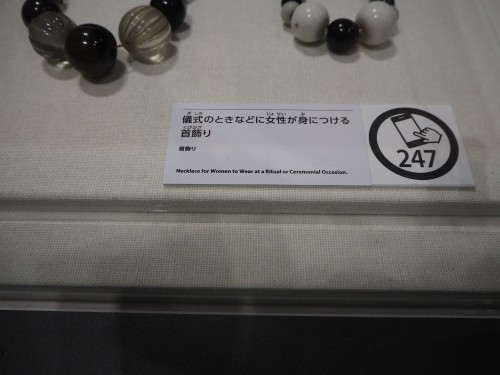 儀式のときなどに女性が身につける
首飾り
首飾り
Necklace for Women to Wear at a Ritual or Ceremonial Occasion.
247